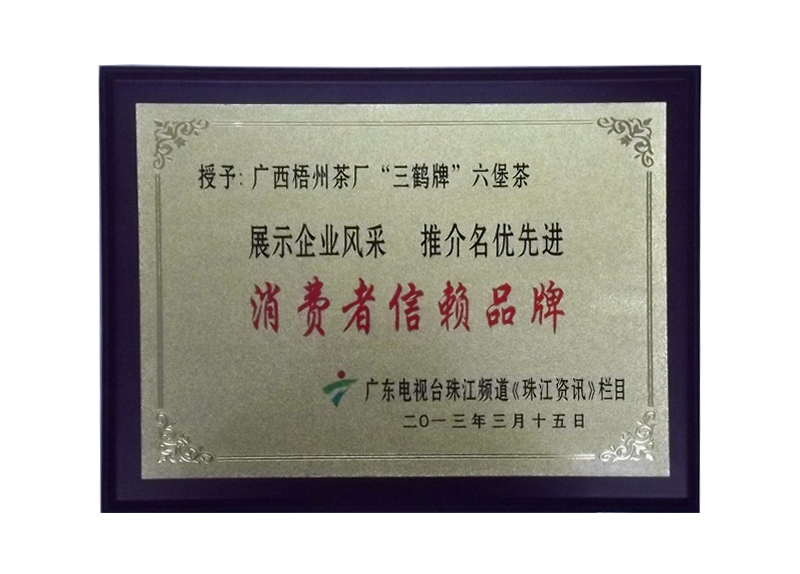 授予：广西梧州茶厂“三鹤牌”六堡茶
展示企业风采 推介名优先进
消费者信赖品牌
广东电视台珠江频道《珠江资讯》栏目
二〇一三年三月十五日